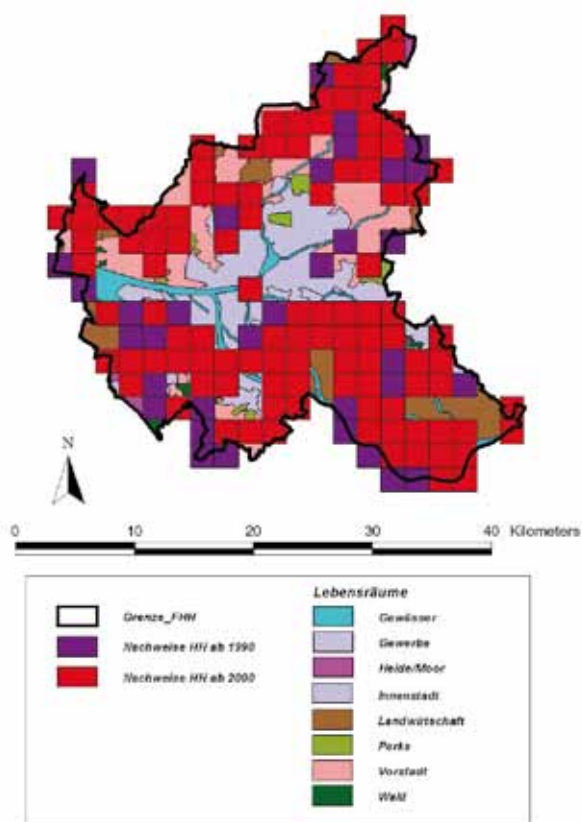 N
0 10 20 30 40 Kilometers
Grenze_FHH
Nachweise HH ab 1990
Nachweise HH ab 2000
Lebensräume
Gewässer
Gewerbe
Heide/Moor
Innenstadt
Landwirtschaft
Parks
Vorstadt
Wald